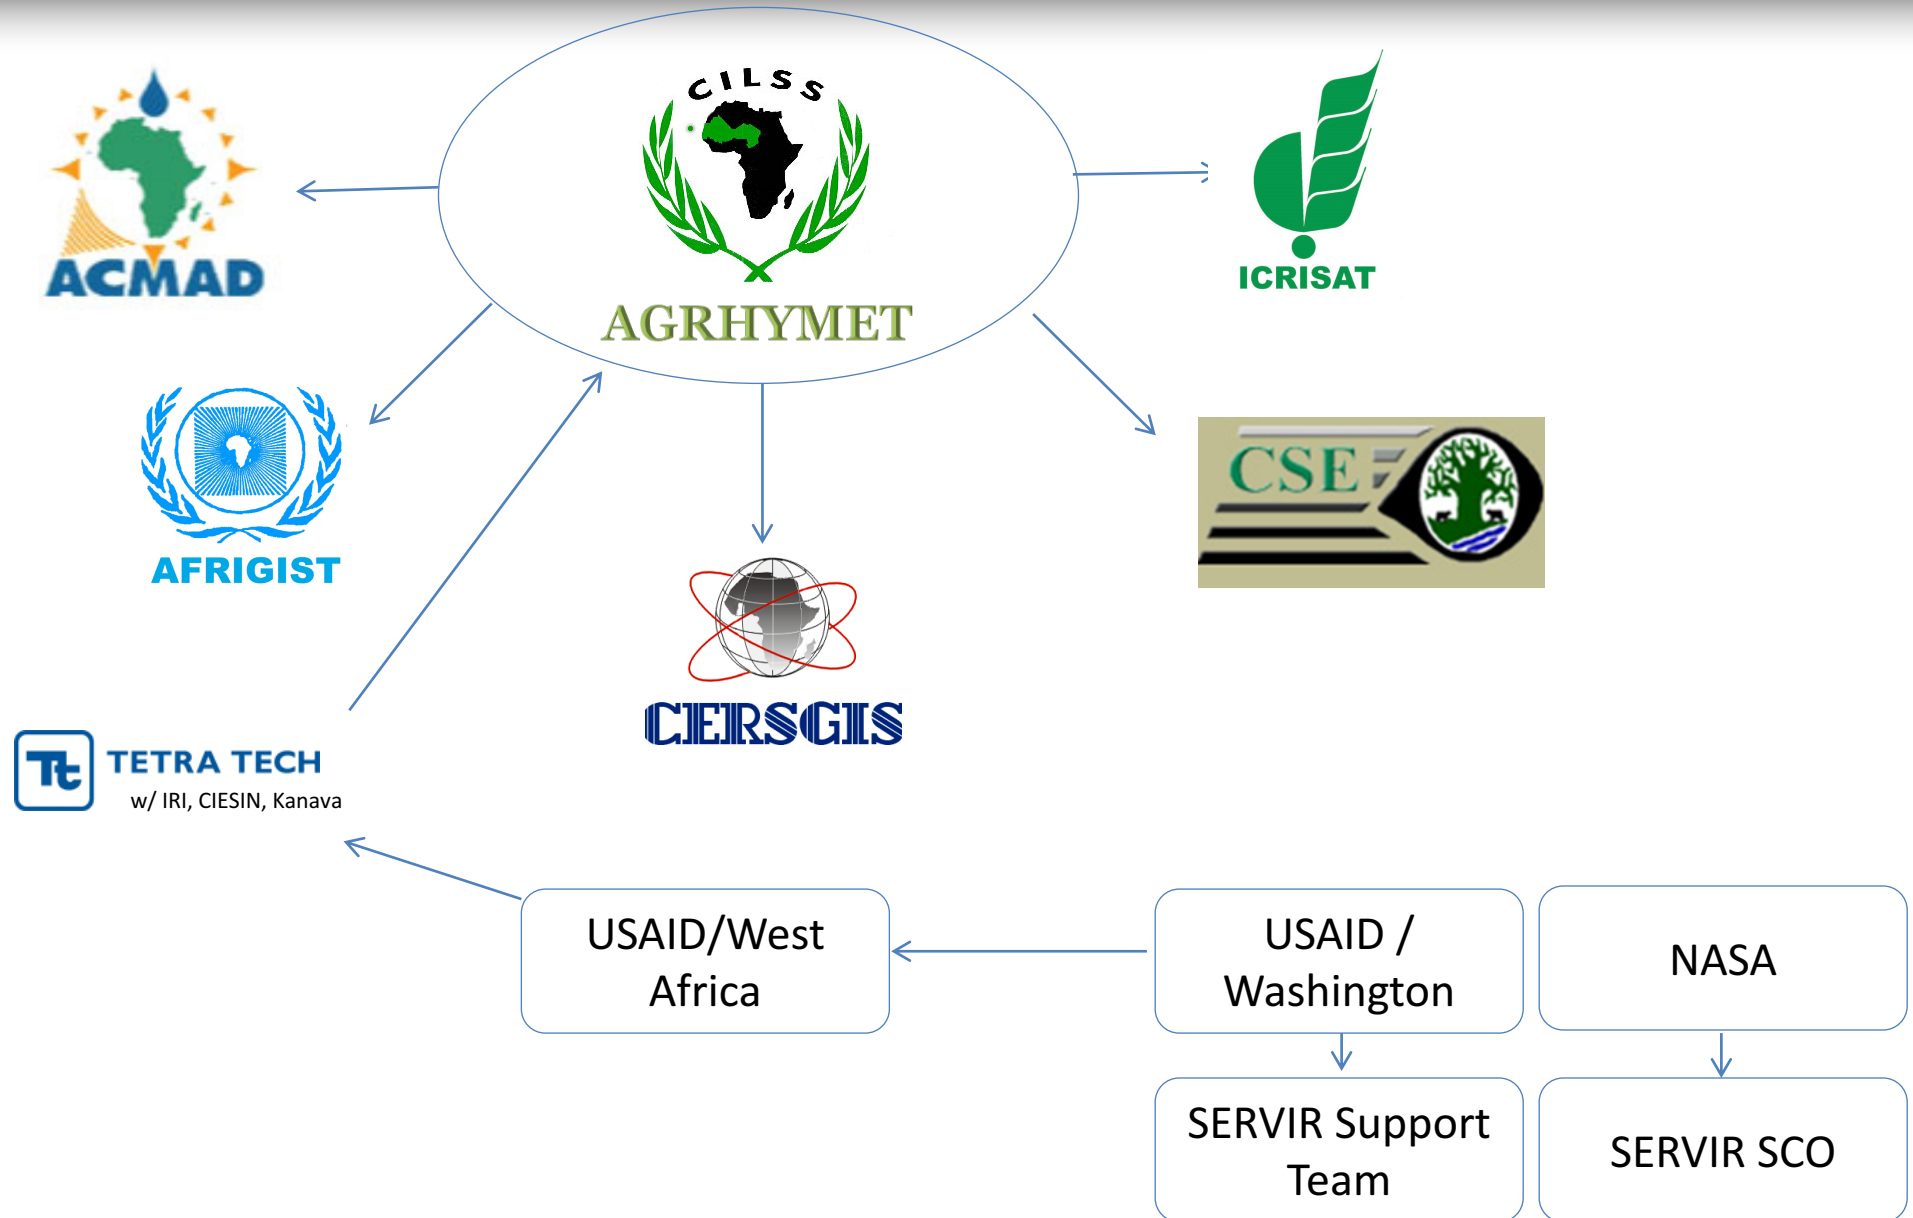 CILSS
AGRHYMET
ACMAD
ICRISAT
AFRIGIST
CSE
CERSGIS
Tt TETRA TECH
w/ IRI, CIESIN, Kanava
USAID/West
Africa
USAID /
Washington
NASA
SERVIR Support
Team
SERVIR SCO